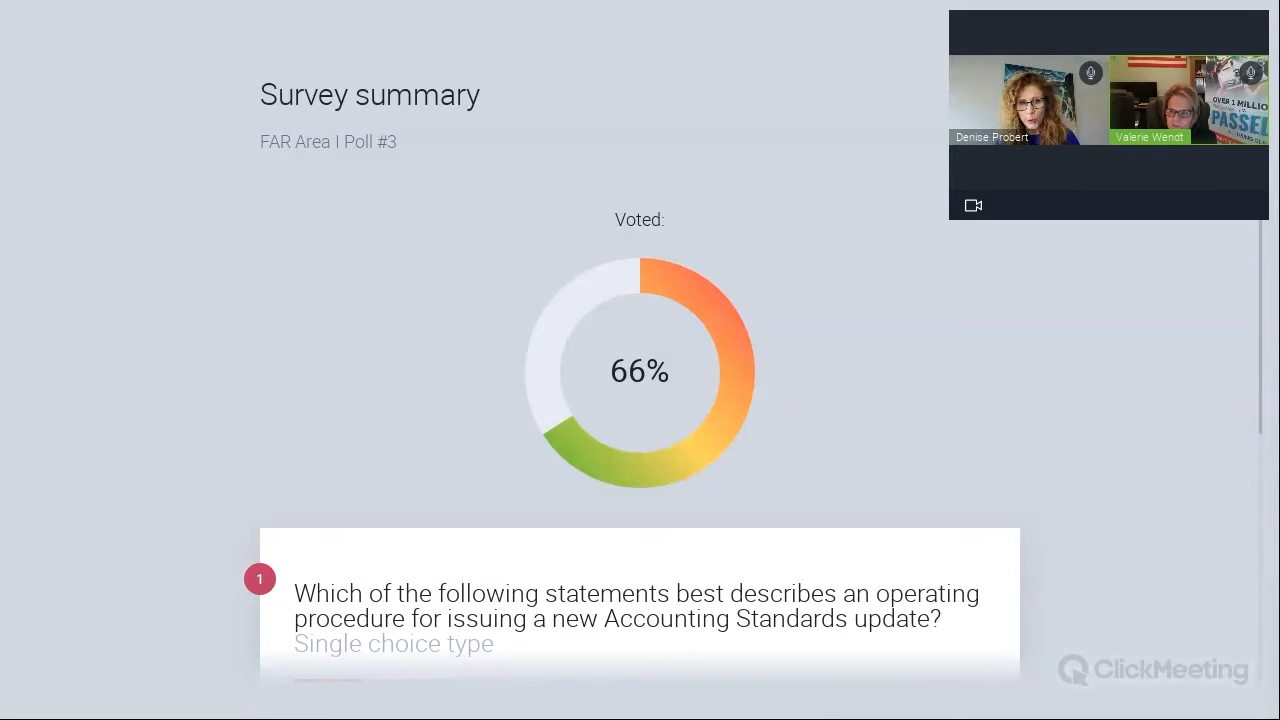 Survey summary
FAR Area I Poll #3
Denise Probert
Valerie Wendt
OVER 1 MILLIO
PASSED
Voted:
66%
1
Which of the following statements best describes an operating
procedure for issuing a new Accounting Standards update?
Single choice type
ClickMeeting